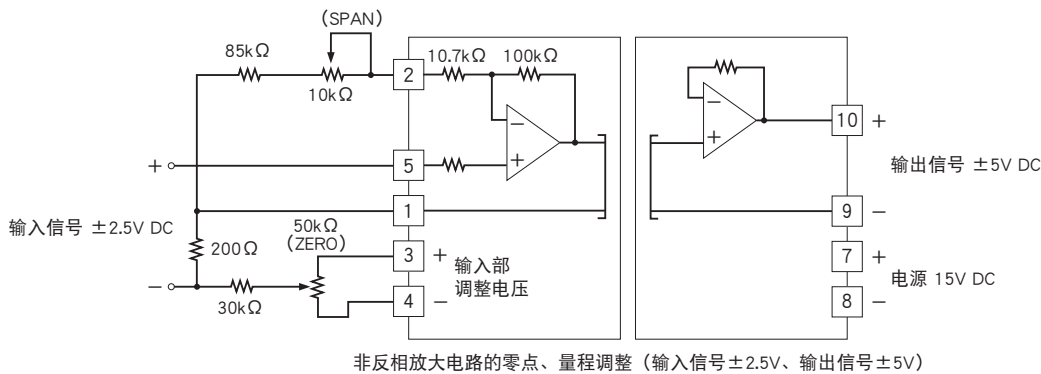 (SPAN)
85kΩ
10kΩ
2
10.7kΩ
100kΩ
−
+
+
5
1
输入信号 ±2.5V DC
200Ω
50kΩ
(ZERO)
3
+
输入部
调整电压
−
30kΩ
4
−
−
+
10
+
输出信号 ±5V DC
9
−
7
+
电源 15V DC
8
−
非反相放大电路的零点、量程调整（输入信号±2.5V、输出信号±5V）